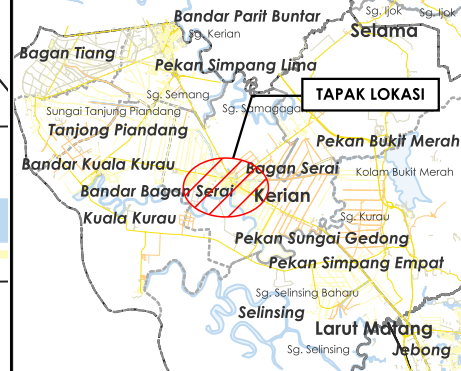 Bandar Parit Buntar
Sg. Ijok
Sg. Ijok
Sg. Kerian
Selama
Bagan Tiang
Pekan Simpang Lima
Sg. Semang
TAPAK LOKASI
Sungai Tanjung Piandang
Sg. Samagagah
Tanjong Piandang
Pekan Bukit Merah
Bandar Kuala Kurau
Bagan Serai
Kolam Bukit Merah
Bandar Bagan Serai
Kerian
Kuala Kurau
Sg. Kurau
Pekan Sungai Gedong
Pekan Simpang Empat
Sg. Selinsing Baharu
Selinsing
Larut Matang
Sg. Selinsing
Jebong